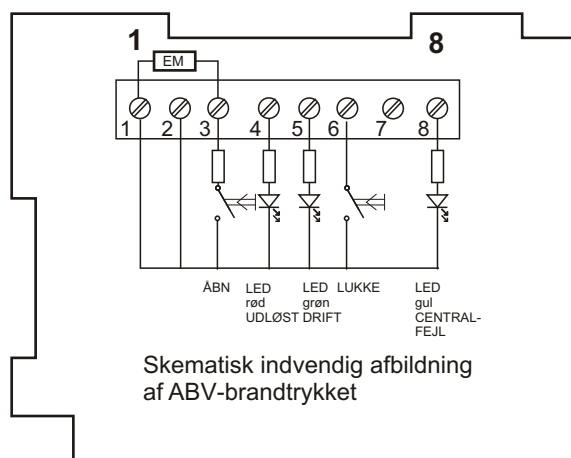 1 8
EM
1 2 3 4 5 6 7 8
ÅBN LED LED LUKKE LED
rød grøn gul
UDLØST DRIFT CENTRAL-
FEJL
Skematisk indvendig afbildning
af ABV-brandtrykket